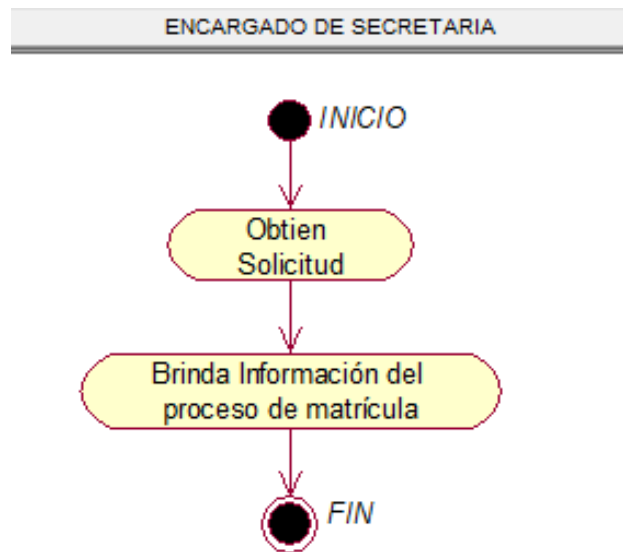 ENCARGADO DE SECRETARIA
INICIO
Obtien
Solicitud
Brinda Información del
proceso de matrícula
FIN